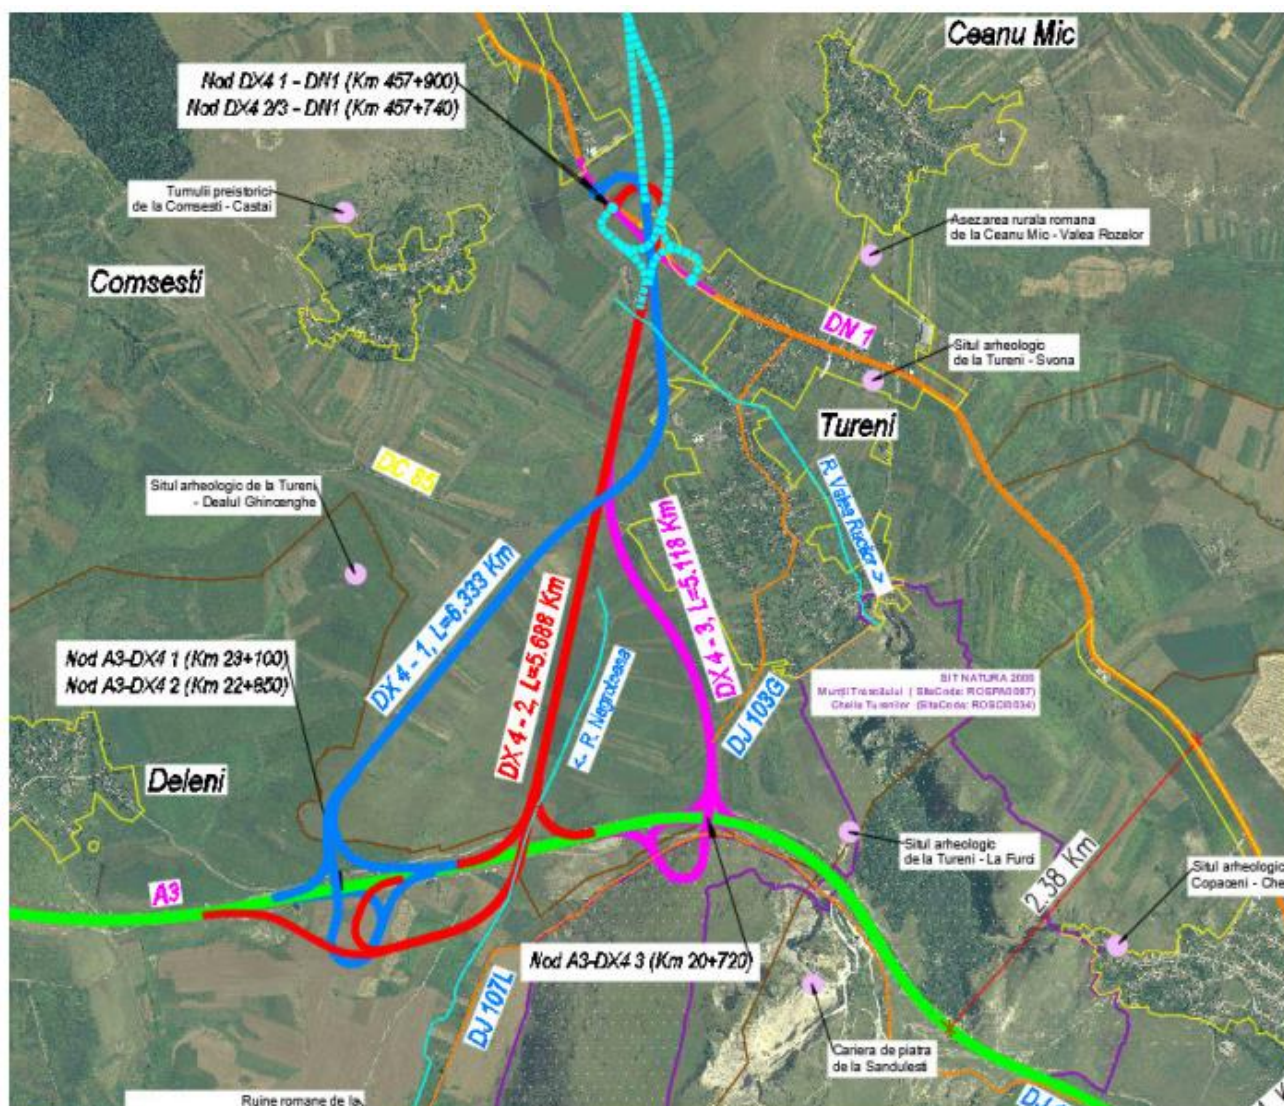 Ceanu Mic
Nod DX4 1 - DN1 (Km 457+900)
Nod DX4 2/3 - DN1 (Km 457+740)
Tumulii preistorici
de la Comsesti - Castai
Asezarea rurala romana
de la Ceanu Mic - Valea Rozelor
Comsesti
DN 1
Situl arheologic
de la Tureni - Svona
Tureni
DC 85
Situl arheologic de la Tureni
- Dealul Ghincenghe
R. Valea Racilor ->
DX 4 - 1, L=6,333 Km
DX 4 - 2, L=5.688 Km
DX 4 - 3, L=5.118 Km
Nod A3-DX4 1 (Km 23+100)
Nod A3-DX4 2 (Km 22+850)
<- R. Negroteasa
DJ 103G
SIT NATURA 2000
Muntii Trascaului ( SiteCode: ROSPA0087)
Cheile Turenilor (SiteCode: ROSCI0034)
Deleni
A3
Situl arheologic
de la Tureni - La Furci
2.38 Km
Situl arheologic
Copaceni - Che
Nod A3-DX4 3 (Km 20+720)
DJ 107L
Cariera de piatra
de la Sandulesti
Ruine romane de la
DJ